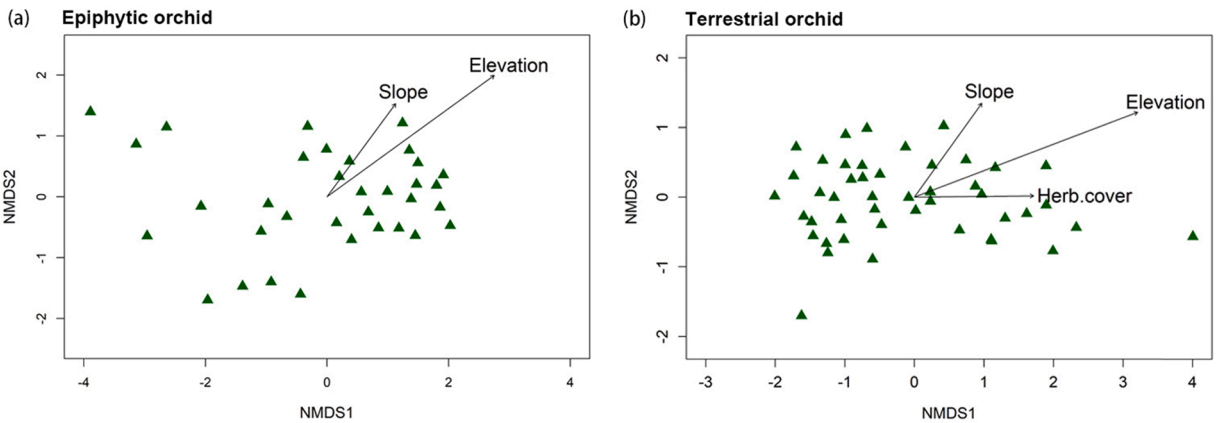 (a) Epiphytic orchid
Elevation
Slope
2
1
0
-1
-2
NMDS2
-4 -2 0 2 4
NMDS1
(b) Terrestrial orchid
Slope
Elevation
Herb.cover
2
1
0
-1
-2
NMDS2
-3 -2 -1 0 1 2 3 4
NMDS1